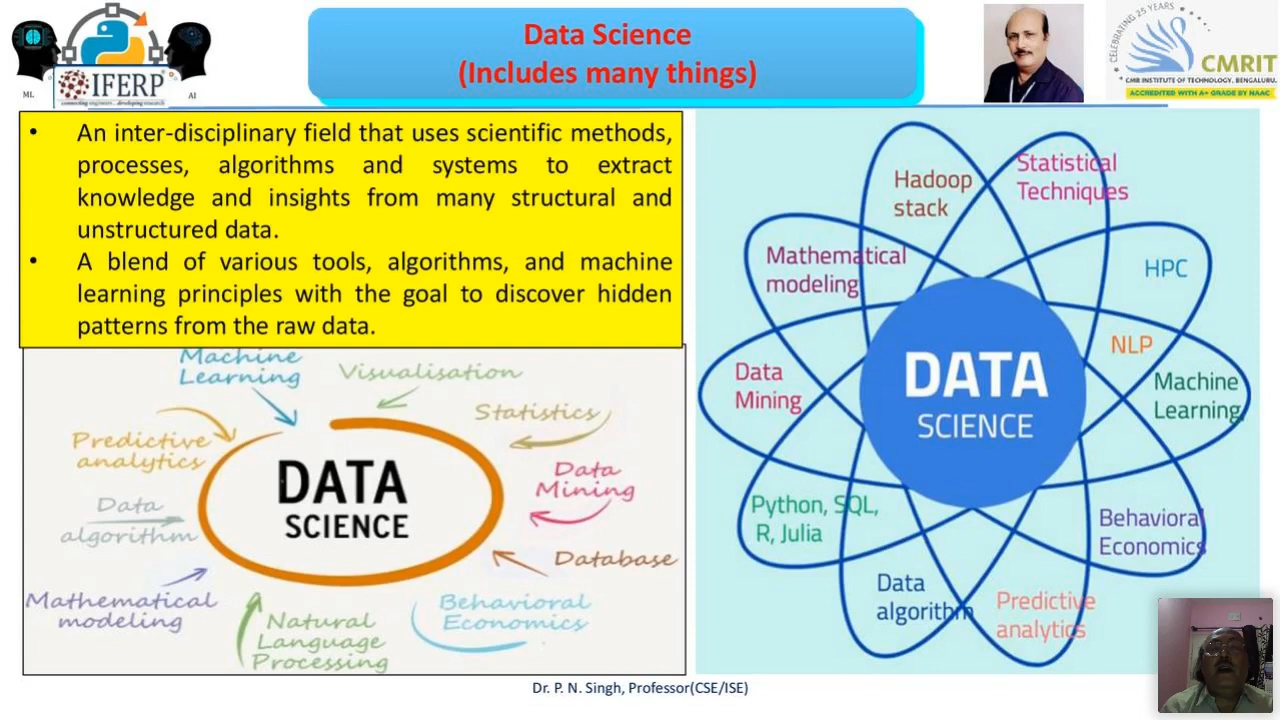 Data Science
(Includes many things)
ML
IFERP
connecting engineers...developing research
AI
CELEBRATING 25 YEARS
CMRIT
CMR INSTITUTE OF TECHNOLOGY, BENGALURU.
ACCREDITED WITH A+ GRADE BY NAAC
• An inter-disciplinary field that uses scientific methods,
processes, algorithms and systems to extract
knowledge and insights from many structural and
unstructured data.
• A blend of various tools, algorithms, and machine
learning principles with the goal to discover hidden
patterns from the raw data.
Machine
Learning
Visualisation
Statistics
Predictive
analytics
Data
Mining
DATA
SCIENCE
Data
algorithm
Database
Mathematical
modeling
Natural
Language
Processing
Behavioral
Economics
Hadoop
stack
Statistical
Techniques
Mathematical
modeling
HPC
NLP
Data
Mining
DATA
SCIENCE
Machine
Learning
Python, SQL,
R, Julia
Behavioral
Economics
Data
algorithm
Predictive
analytics
Dr. P. N. Singh, Professor(CSE/ISE)